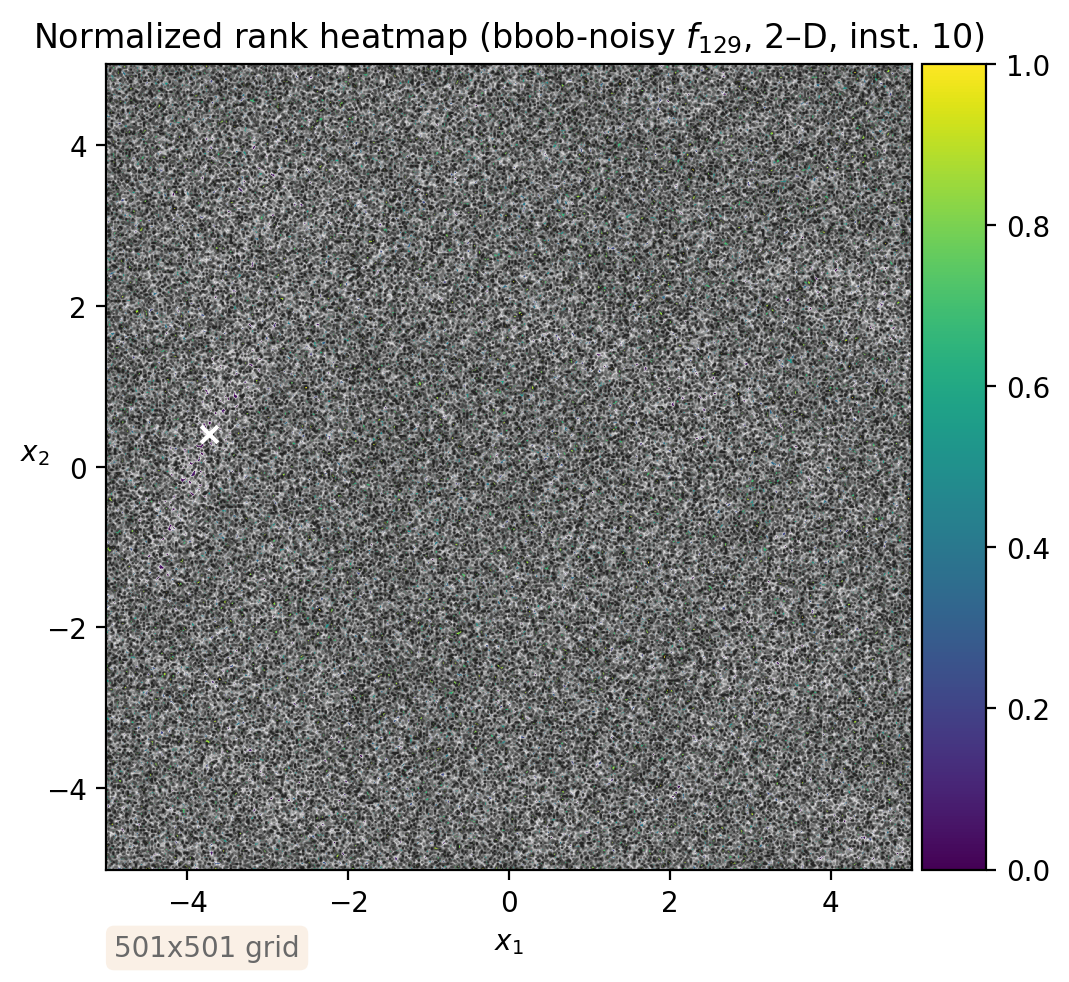 Normalized rank heatmap (bbob-noisy f129, 2–D, inst. 10)
1.0
0.8
0.6
0.4
0.2
0.0
4
2
0
−2
−4
x2
−4 −2 0 2 4
x1
501x501 grid